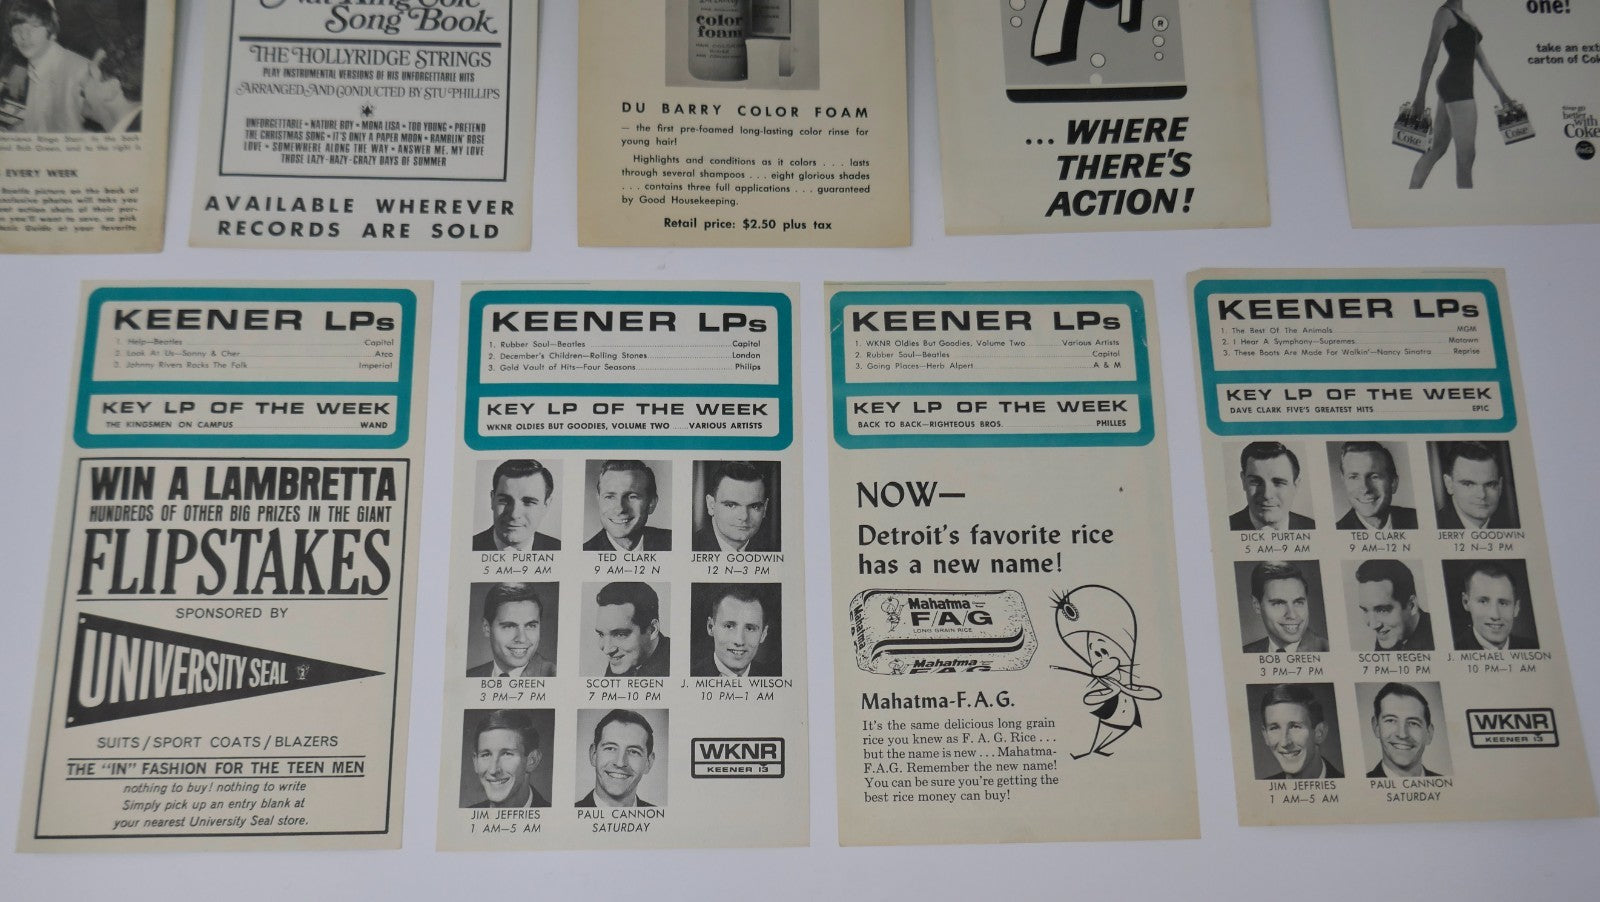 EVERY WEEK
Song Book
THE HOLLYRIDGE STRINGS
PLAY INSTRUMENTAL VERSIONS OF HIS UNFORGETTABLE HITS
ARRANGED AND CONDUCTED BY STU PHILLIPS
UNFORGETTABLE • NATURE BOY • MONA LISA • TOO YOUNG • PRETEND
THE CHRISTMAS SONG • IT'S ONLY A PAPER MOON • RAMBLIN' ROSE
LOVE • SOMEWHERE ALONG THE WAY • ANSWER ME, MY LOVE
THOSE LAZY-HAZY-CRAZY DAYS OF SUMMER
AVAILABLE WHEREVER
RECORDS ARE SOLD
color
foam
DU BARRY COLOR FOAM
— the first pre-foamed long-lasting color rinse for
young hair!
Highlights and conditions as it colors . . . lasts
through several shampoos . . . eight glorious shades
. . . contains three full applications . . . guaranteed
by Good Housekeeping.
Retail price: $2.50 plus tax
®
... WHERE
THERE'S
ACTION!
one!
take an
carton of
Coke
Coke
better
with
Coke
KEENER LPs
1. Help—Beatles Capitol
2. Look At Us—Sonny & Cher Atco
3. Johnny Rivers Rocks The Folk Imperial
KEY LP OF THE WEEK
THE KINGSMEN ON CAMPUS WAND
WIN A LAMBRETTA
HUNDREDS OF OTHER BIG PRIZES IN THE GIANT
FLIPSTAKES
SPONSORED BY
UNIVERSITY SEAL
SUITS/SPORT COATS/BLAZERS
THE "IN" FASHION FOR THE TEEN MEN
nothing to buy! nothing to write
Simply pick up an entry blank at
your nearest University Seal store.
KEENER LPs
1. Rubber Soul—Beatles Capitol
2. December's Children—Rolling Stones London
3. Gold Vault of Hits—Four Seasons Philips
KEY LP OF THE WEEK
WKNR OLDIES BUT GOODIES, VOLUME TWO ..... VARIOUS ARTISTS
DICK PURTAN TED CLARK JERRY GOODWIN
5 AM—9 AM 9 AM—12 N 12 N—3 PM
BOB GREEN SCOTT REGEN J. MICHAEL WILSON
3 PM—7 PM 7 PM—10 PM 10 PM—1 AM
WKNR
KEENER 13
JIM JEFFRIES PAUL CANNON
1 AM—5 AM SATURDAY
KEENER LPs
1. WKNR Oldies But Goodies, Volume Two Various Artists
2. Rubber Soul—Beatles Capitol
3. Going Places—Herb Alpert A & M
KEY LP OF THE WEEK
BACK TO BACK—RIGHTEOUS BROS. PHILLES
NOW—
Detroit's favorite rice
has a new name!
Mahatma
Mahatma
F/A/G
LONG GRAIN RICE
Mahatma
Mahatma-F.A.G.
It's the same delicious long grain
rice you knew as F. A. G. Rice . . .
but the name is new . . . Mahatma-
F.A.G. Remember the new name!
You can be sure you're getting the
best rice money can buy!
KEENER LPs
1. The Best Of The Animals MGM
2. I Hear A Symphony—Supremes Motown
3. These Boots Are Made For Walkin'—Nancy Sinatra Reprise
KEY LP OF THE WEEK
DAVE CLARK FIVE'S GREATEST HITS EPIC
DICK PURTAN TED CLARK JERRY GOODWIN
5 AM—9 AM 9 AM—12 N 12 N—3 PM
BOB GREEN SCOTT REGEN J. MICHAEL WILSON
3 PM—7 PM 7 PM—10 PM 10 PM—1 AM
WKNR
KEENER 13
JIM JEFFRIES PAUL CANNON
1 AM—5 AM SATURDAY